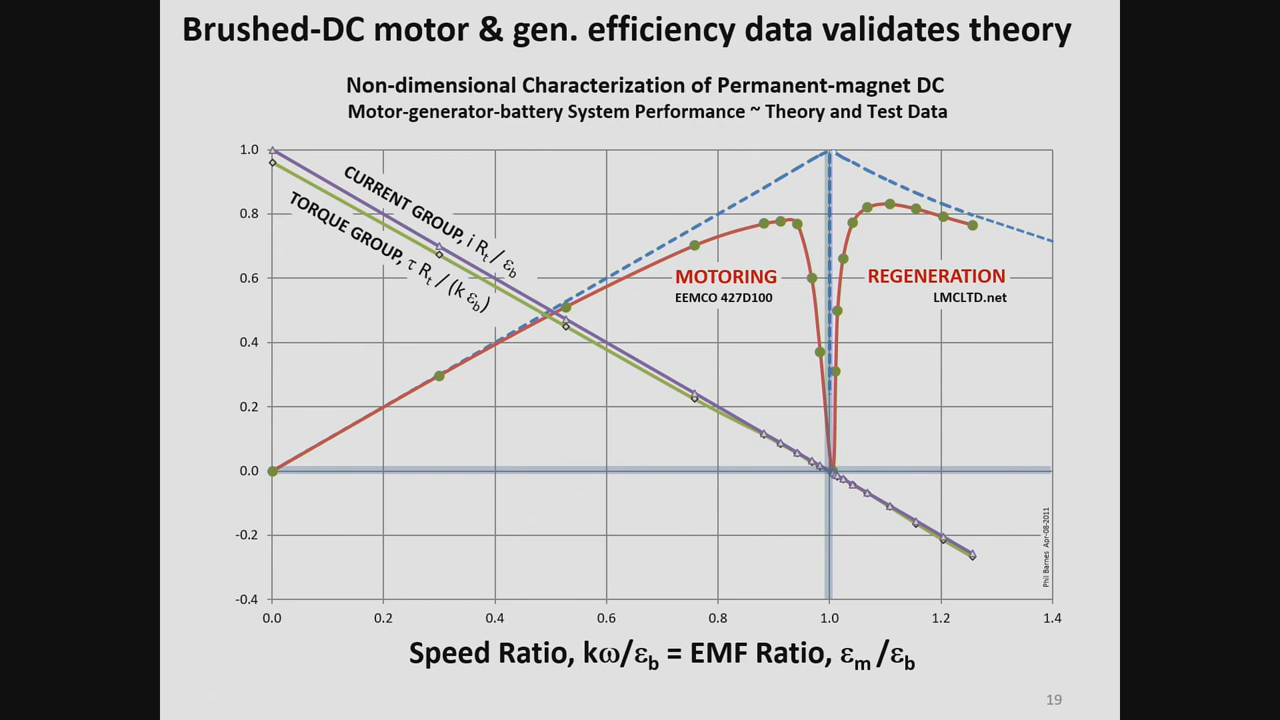 Brushed-DC motor & gen. efficiency data validates theory
Non-dimensional Characterization of Permanent-magnet DC
Motor-generator-battery System Performance ~ Theory and Test Data
1.0
0.8
0.6
0.4
0.2
0.0
-0.2
-0.4
CURRENT GROUP, i Rt / εb
TORQUE GROUP, τ Rt / (k εb)
MOTORING
EEMCO 427D100
REGENERATION
LMCLTD.net
Phil Barnes Apr-08-2011
0.0 0.2 0.4 0.6 0.8 1.0 1.2 1.4
Speed Ratio, kω/εb = EMF Ratio, εm /εb
19